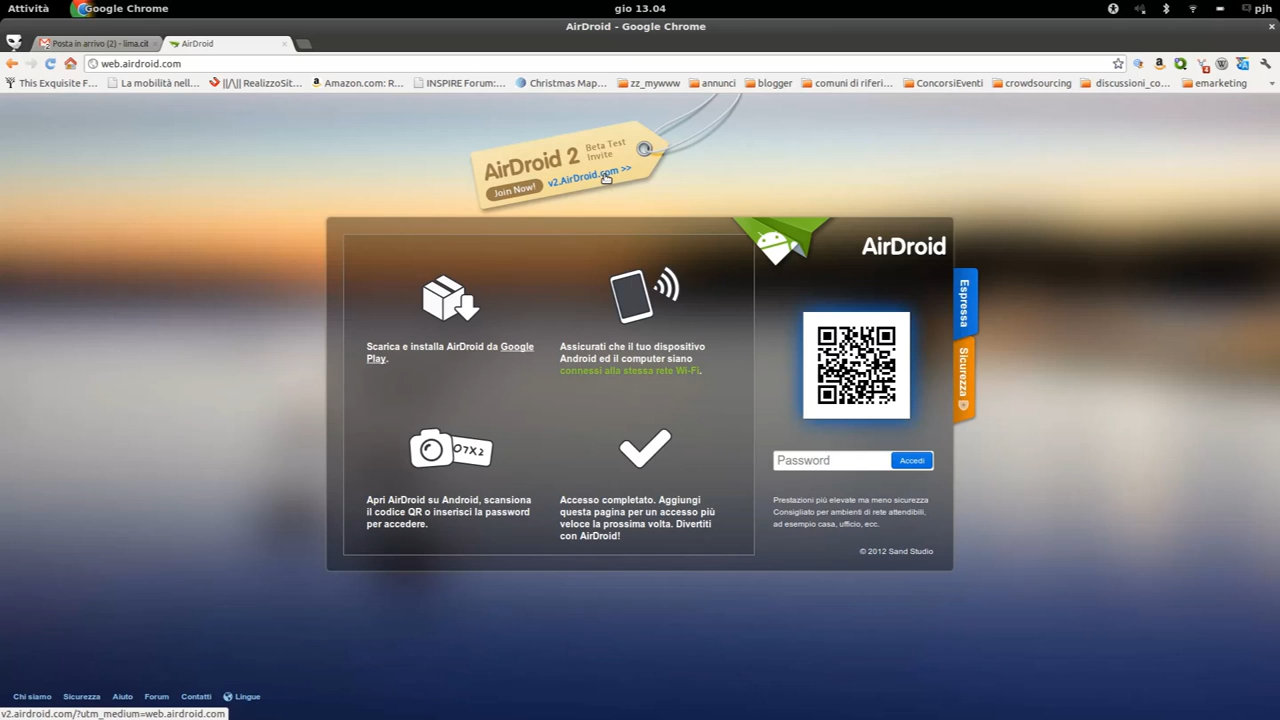 Attività Google Chrome gio 13.04 pjh
AirDroid - Google Chrome
Posta in arrivo (2) - lima.cit AirDroid
web.airdroid.com
This Exquisite F... La mobilità nell... ||/\|| RealizzoSit... Amazon.com: R... INSPIRE Forum:... Christmas Map... zz_mywww annunci blogger comuni di riferi... ConcorsiEventi crowdsourcing discussioni_co... emarketing
AirDroid 2 Beta Test Invite
Join Now! v2.AirDroid.com >>
AirDroid
Scarica e installa AirDroid da Google
Play.
Assicurati che il tuo dispositivo
Android ed il computer siano
connessi alla stessa rete Wi-Fi.
Espressa
Sicurezza
O7X2
Password Accedi
Apri AirDroid su Android, scansiona
il codice QR o inserisci la password
per accedere.
Accesso completato. Aggiungi
questa pagina per un accesso più
veloce la prossima volta. Divertiti
con AirDroid!
Prestazioni più elevate ma meno sicurezza
Consigliato per ambienti di rete attendibili,
ad esempio casa, ufficio, ecc.
© 2012 Sand Studio
Chi siamo Sicurezza Aiuto Forum Contatti Lingue
v2.airdroid.com/?utm_medium=web.airdroid.com